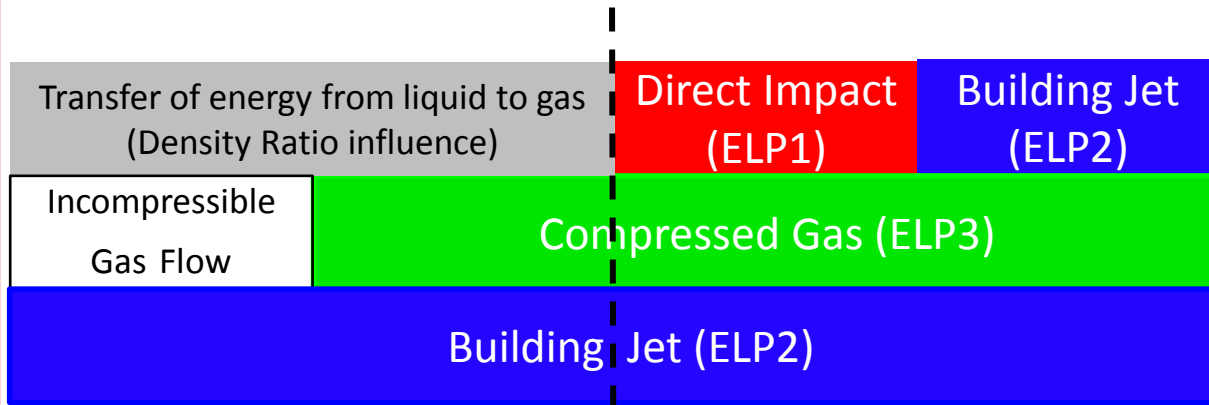 Transfer of energy from liquid to gas
(Density Ratio influence)
Direct Impact
(ELP1)
Building Jet
(ELP2)
Incompressible
Gas Flow
Compressed Gas (ELP3)
Building Jet (ELP2)